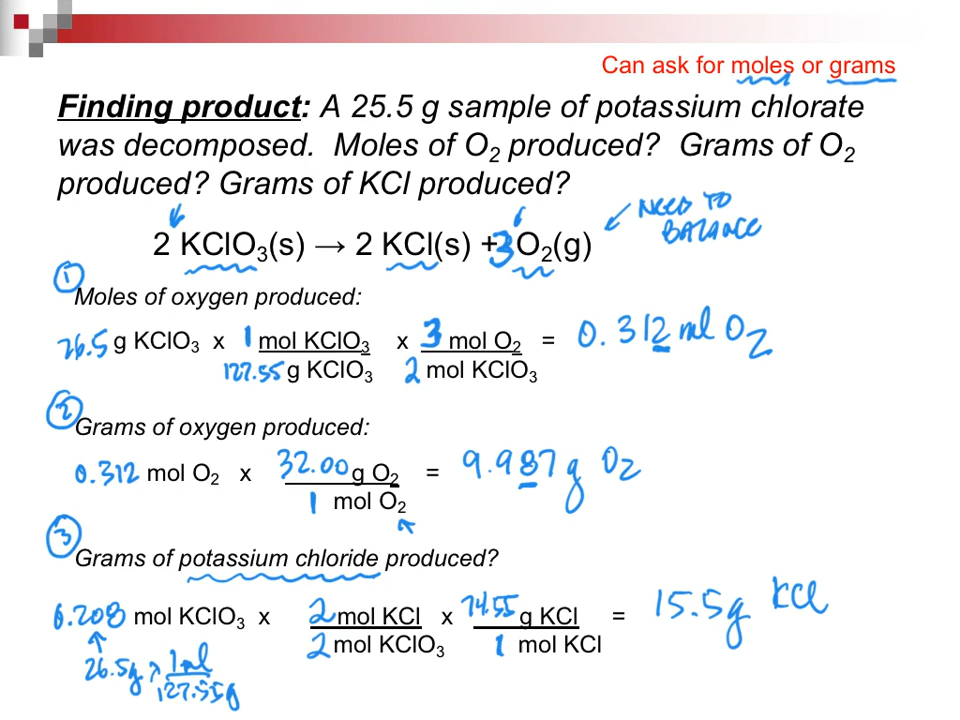 Can ask for moles or grams
Finding product: A 25.5 g sample of potassium chlorate
was decomposed. Moles of O₂ produced? Grams of O₂
produced? Grams of KCl produced?
NEED TO
BALANCE
2 KClO₃(s) → 2 KCl(s) + 3 O₂(g)
1
Moles of oxygen produced:
26.5 g KClO₃ x 1 mol KClO₃ x 3 mol O₂ = 0.312 mol O₂
127.55 g KClO₃ 2 mol KClO₃
2
Grams of oxygen produced:
0.312 mol O₂ x 32.00 g O₂ = 9.987 g O₂
1 mol O₂
3
Grams of potassium chloride produced?
0.208 mol KClO₃ x 2 mol KCl x 74.55 g KCl = 15.5 g KCl
2 mol KClO₃ 1 mol KCl
26.5g x 1 mol
127.55g